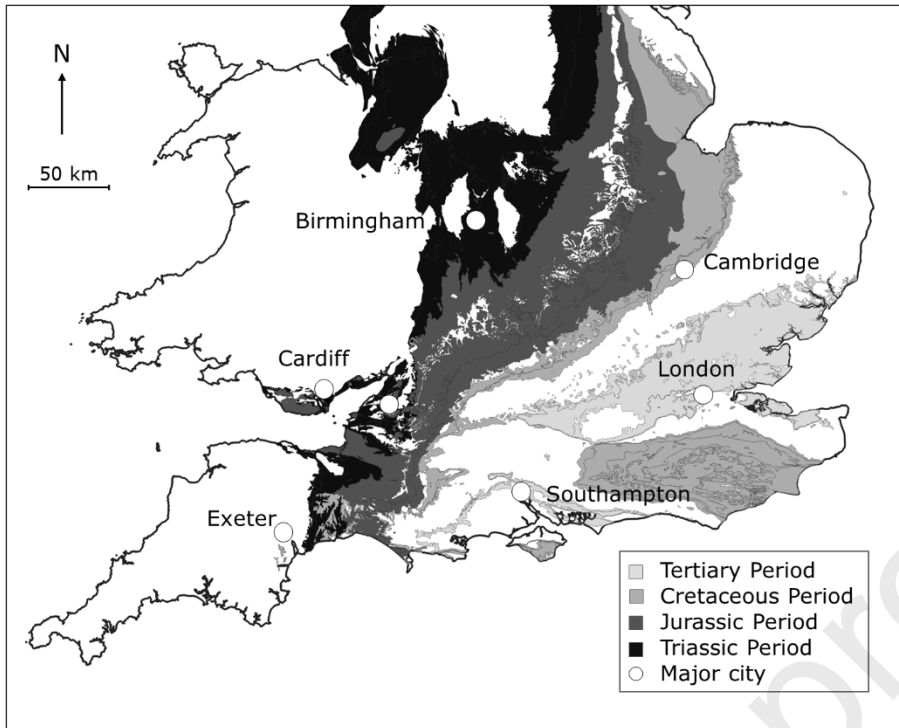 N
50 km
Birmingham
Cambridge
Cardiff
London
Southampton
Exeter
Tertiary Period
Cretaceous Period
Jurassic Period
Triassic Period
Major city